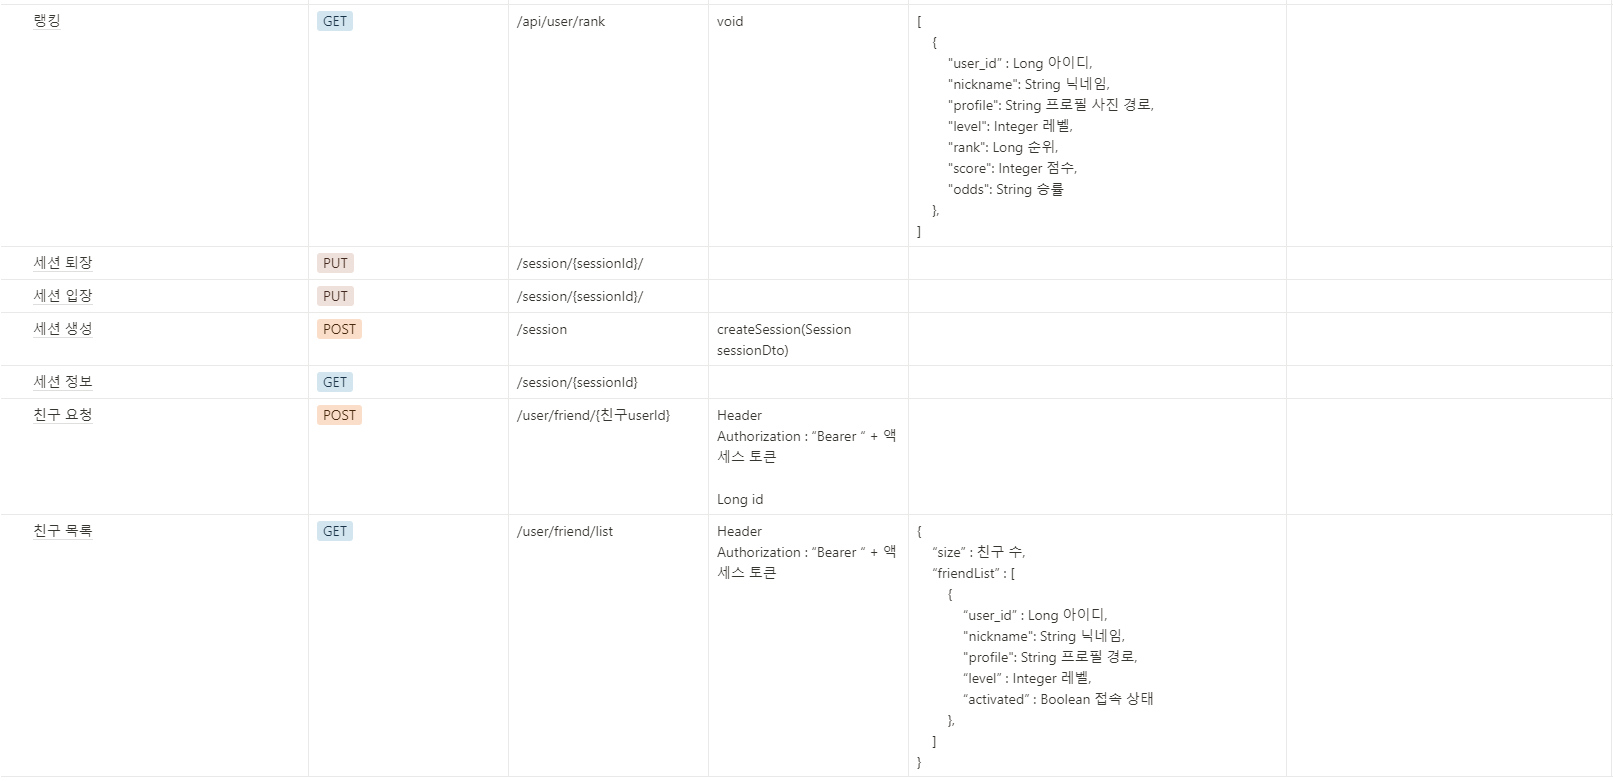 랭킹 GET /api/user/rank void [
{
"user_id” : Long 아이디,
"nickname": String 닉네임,
"profile": String 프로필 사진 경로,
"level": Integer 레벨,
"rank": Long 순위,
"score": Integer 점수,
"odds": String 승률
},
]
세션 퇴장 PUT /session/{sessionId}/
세션 입장 PUT /session/{sessionId}/
세션 생성 POST /session createSession(Session
sessionDto)
세션 정보 GET /session/{sessionId}
친구 요청 POST /user/friend/{친구userId} Header
Authorization : “Bearer “ + 액
세스 토큰
Long id
친구 목록 GET /user/friend/list Header {
Authorization : “Bearer “ + 액 “size” : 친구 수,
세스 토큰 “friendList” : [
{
“user_id” : Long 아이디,
"nickname": String 닉네임,
"profile": String 프로필 경로,
“level” : Integer 레벨,
“activated” : Boolean 접속 상태
},
]
}